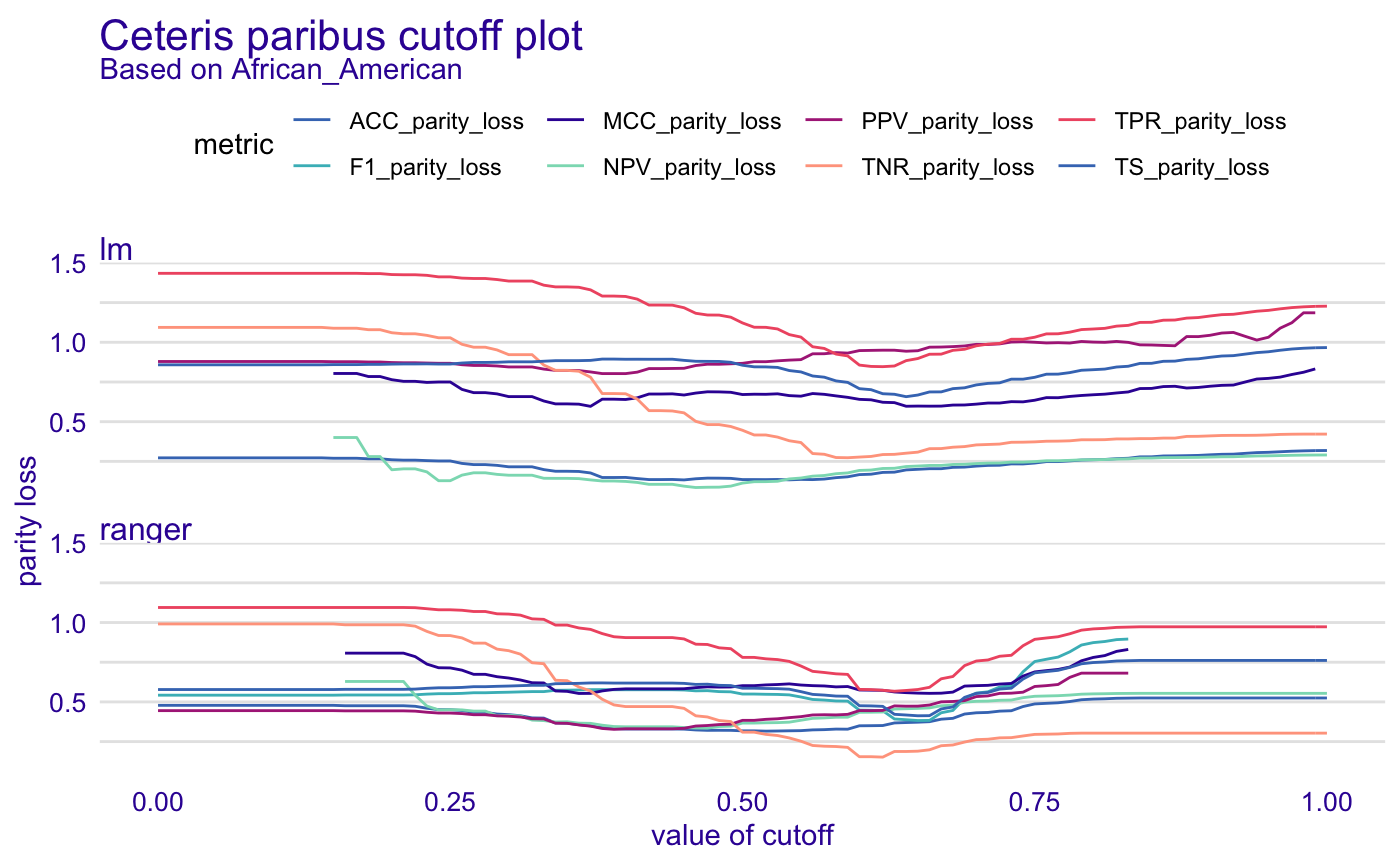 Ceteris paribus cutoff plot
Based on African_American
metric
ACC_parity_loss MCC_parity_loss PPV_parity_loss TPR_parity_loss
F1_parity_loss NPV_parity_loss TNR_parity_loss TS_parity_loss
lm
1.5
1.0
0.5
parity loss
ranger
1.5
1.0
0.5
0.00 0.25 0.50 0.75 1.00
value of cutoff